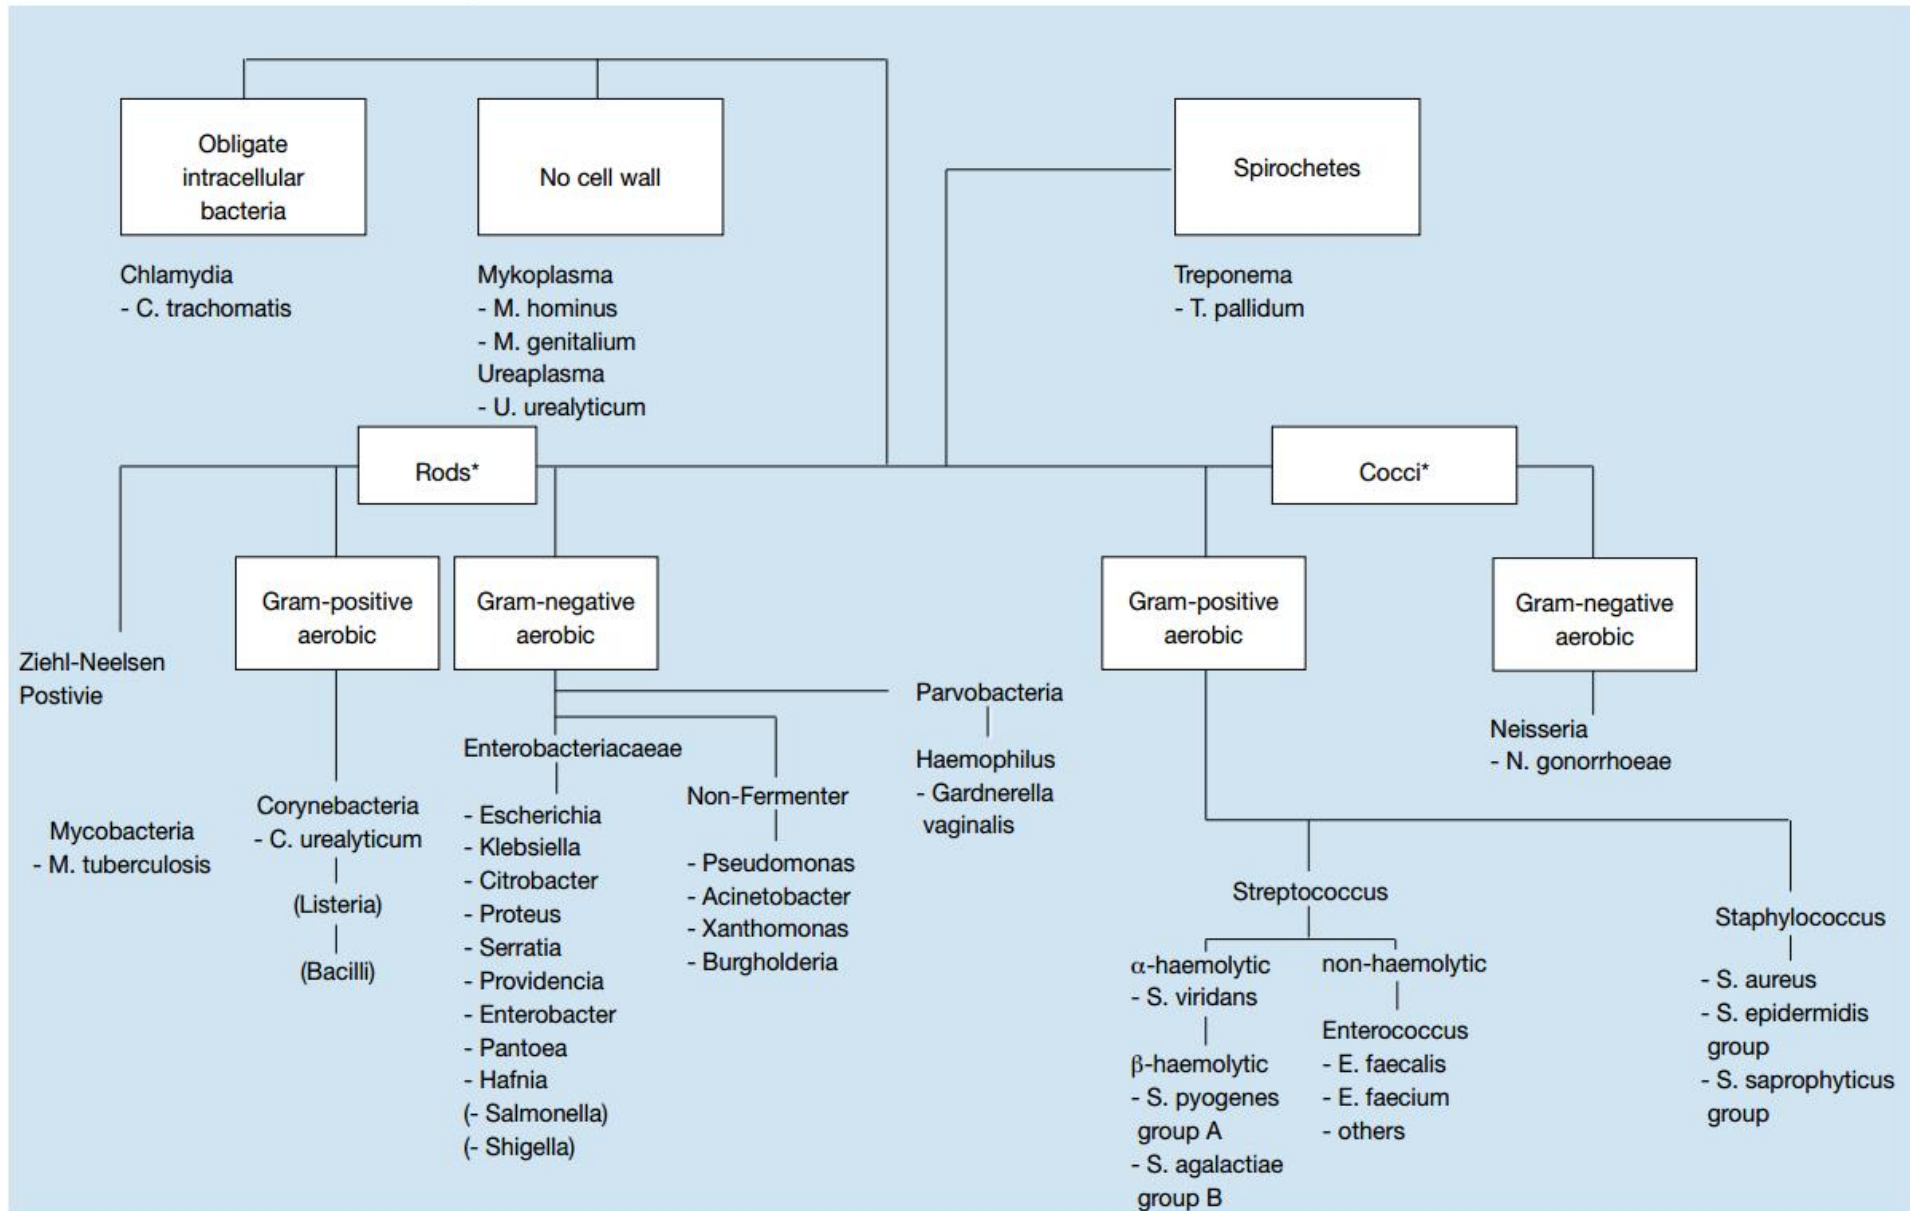 Obligate
intracellular
bacteria
No cell wall
Spirochetes
Chlamydia
- C. trachomatis
Mykoplasma
- M. hominus
- M. genitalium
Ureaplasma
- U. urealyticum
Treponema
- T. pallidum
Rods*
Cocci*
Ziehl-Neelsen
Postivie
Mycobacteria
- M. tuberculosis
Gram-positive
aerobic
Corynebacteria
- C. urealyticum
(Listeria)
(Bacilli)
Gram-negative
aerobic
Enterobacteriacaeae
- Escherichia
- Klebsiella
- Citrobacter
- Proteus
- Serratia
- Providencia
- Enterobacter
- Pantoea
- Hafnia
(- Salmonella)
(- Shigella)
Non-Fermenter
- Pseudomonas
- Acinetobacter
- Xanthomonas
- Burgholderia
Parvobacteria
Haemophilus
- Gardnerella
vaginalis
Gram-positive
aerobic
Streptococcus
α-haemolytic
- S. viridans
β-haemolytic
- S. pyogenes
group A
- S. agalactiae
group B
non-haemolytic
Enterococcus
- E. faecalis
- E. faecium
- others
Staphylococcus
- S. aureus
- S. epidermidis
group
- S. saprophyticus
group
Gram-negative
aerobic
Neisseria
- N. gonorrhoeae